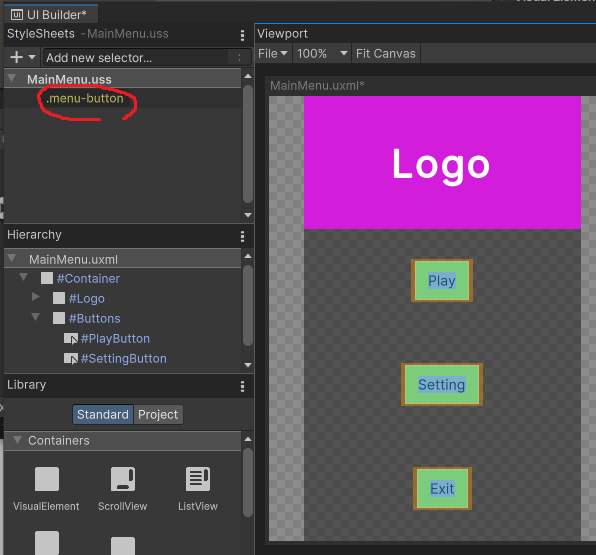 UI Builder*
StyleSheets - MainMenu.uss
Add new selector...
MainMenu.uss
.menu-button
Hierarchy
MainMenu.uxml
#Container
#Logo
#Buttons
#PlayButton
#SettingButton
Library
Standard Project
Containers
VisualElement ScrollView ListView
Viewport
File 100% Fit Canvas
MainMenu.uxml*
Logo
Play
Setting
Exit